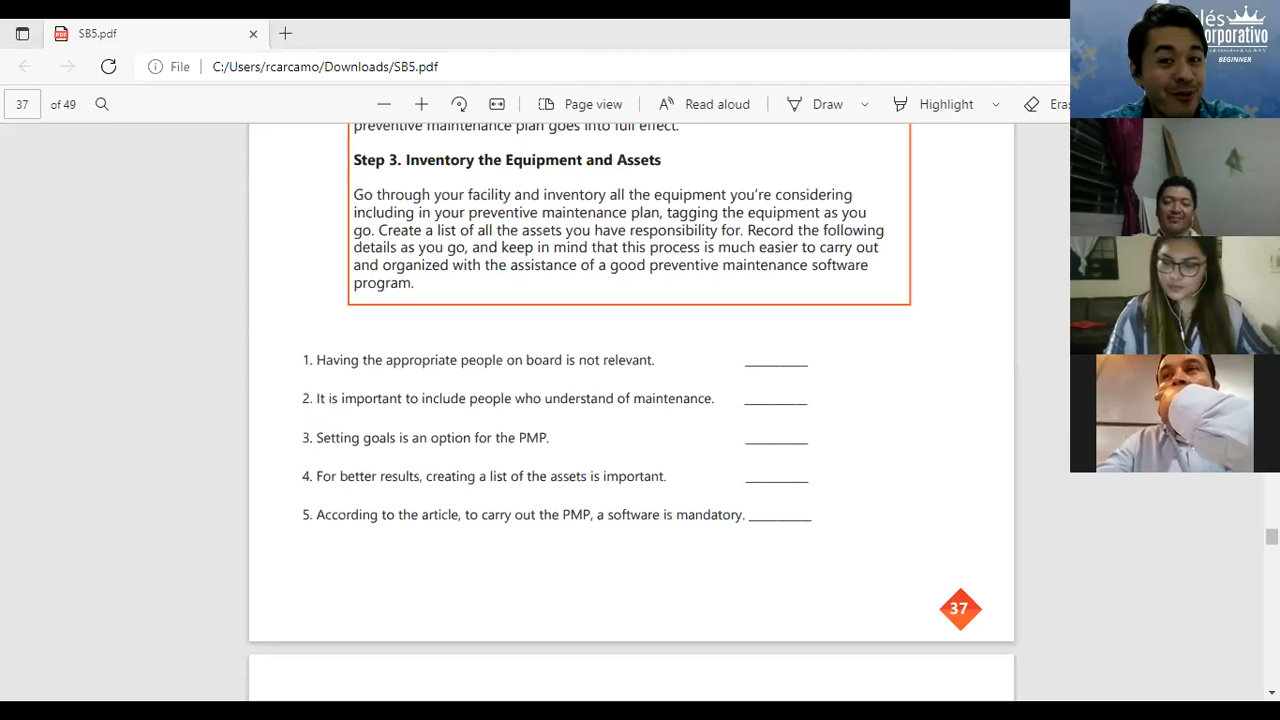 SB5.pdf
File C:/Users/rcarcamo/Downloads/SB5.pdf
37 of 49 Page view Read aloud Draw Highlight Eras
preventive maintenance plan goes into full effect.
Step 3. Inventory the Equipment and Assets
Go through your facility and inventory all the equipment you're considering
including in your preventive maintenance plan, tagging the equipment as you
go. Create a list of all the assets you have responsibility for. Record the following
details as you go, and keep in mind that this process is much easier to carry out
and organized with the assistance of a good preventive maintenance software
program.
1. Having the appropriate people on board is not relevant. __________
2. It is important to include people who understand of maintenance. __________
3. Setting goals is an option for the PMP. __________
4. For better results, creating a list of the assets is important. __________
5. According to the article, to carry out the PMP, a software is mandatory. __________
37
lés
orporativo
BEGINNER